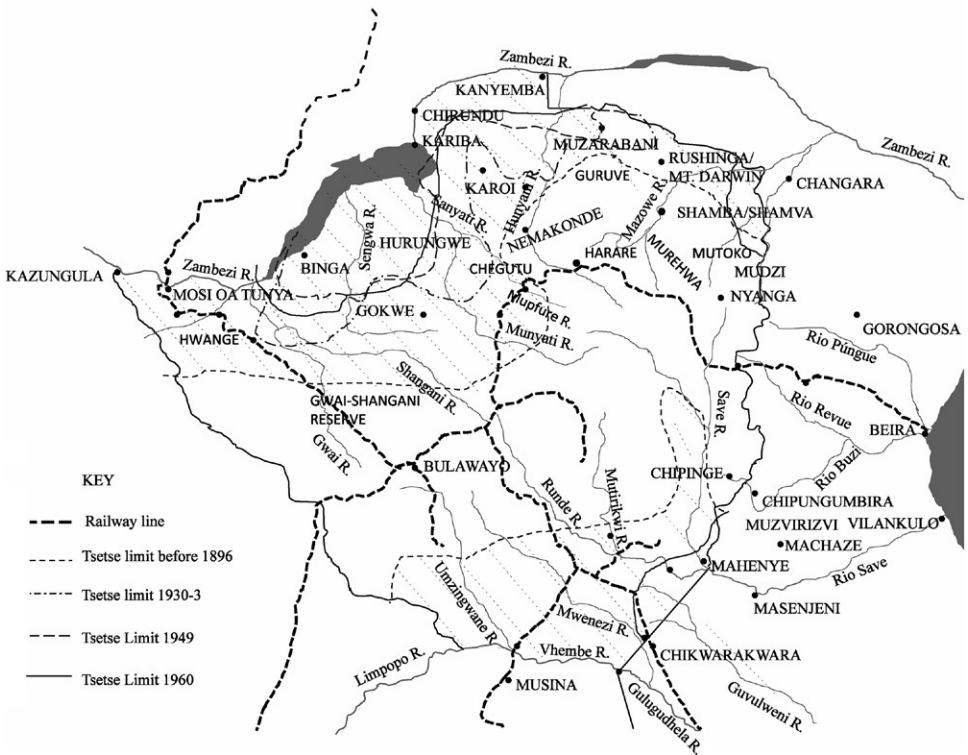 Zambezi R.
KANYEMBA
CHIRUNDU
KARIBA
MUZARABANI
RUSHINGA/
MT. DARWIN
Zambezi R.
CHANGARA
KAROI
GURUVE
Hunyani R.
Mazowe R.
Sanyati R.
SHAMBA/SHAMVA
NEMAKONDE
Sengwa R.
HURUNGWE
HARARE
MUREHWA
MUTOKO
MUDZI
KAZUNGULA
Zambezi R.
BINGA
CHEGUTU
NYANGA
MOSI OA TUNYA
GOKWE
Mupfure R.
GORONGOSA
HWANGE
Munyati R.
Rio Púngue
Shangani R.
GWAI-SHANGANI
RESERVE
Save R.
Rio Revue
BEIRA
Gwai R.
BULAWAYO
CHIPINGE
Rio Buzi
KEY
Runde R.
Mutirikwi R.
CHIPUNGUMBIRA
MUZVIRIZVI
VILANKULO
Railway line
MACHAZE
Tsetse limit before 1896
MAHENYE
Rio Save
Tsetse limit 1930-3
Umzingwane R.
MASENJENI
Mwenezi R.
Tsetse Limit 1949
Vhembe R.
CHIKWARAKWARA
Limpopo R.
Tsetse Limit 1960
MUSINA
Gulugudhela R.
Guvulweni R.